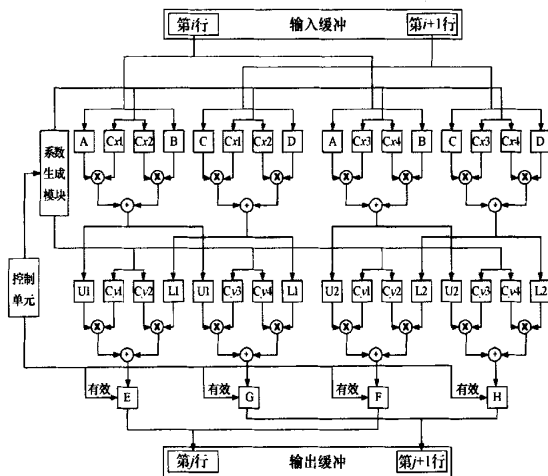 第i行 输入缓冲 第i+1行
A Cx1 Cx2 B C Cx1 Cx2 D A Cx3 Cx4 B C Cx3 Cx4 D
系数
生成
模块
× × × × × × × ×
+ + + +
控制
单元
U1 Cy1 Cy2 L1 U1 Cy3 Cy4 L1 U2 Cy1 Cy2 L2 U2 Cy3 Cy4 L2
× × × × × × × ×
+ + + +
有效 有效 有效 有效
E G F H
第j行 输出缓冲 第j+1行